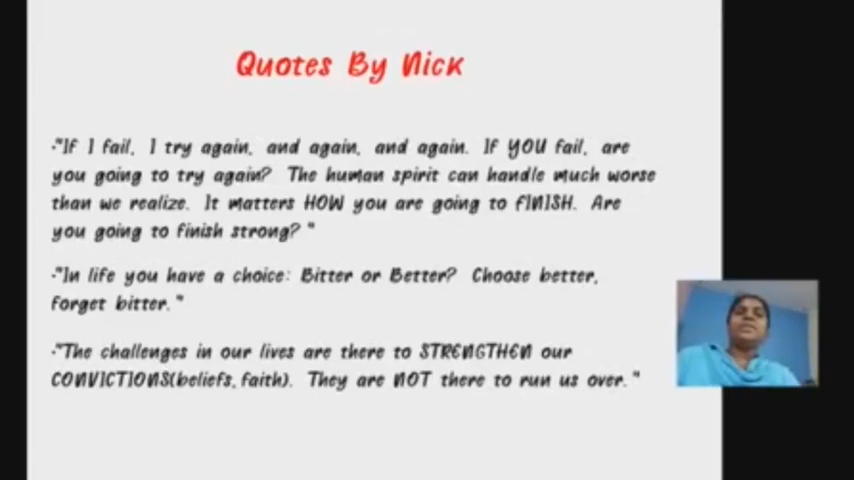 Quotes By Nick
-"If I fail, I try again, and again, and again. If YOU fail, are
you going to try again? The human spirit can handle much worse
than we realize. It matters HOW you are going to FINISH. Are
you going to finish strong?"
-"In life you have a choice: Bitter or Better? Choose better,
forget bitter."
-"The challenges in our lives are there to STRENGTHEN our
CONVICTIONS(beliefs, faith). They are NOT there to run us over."